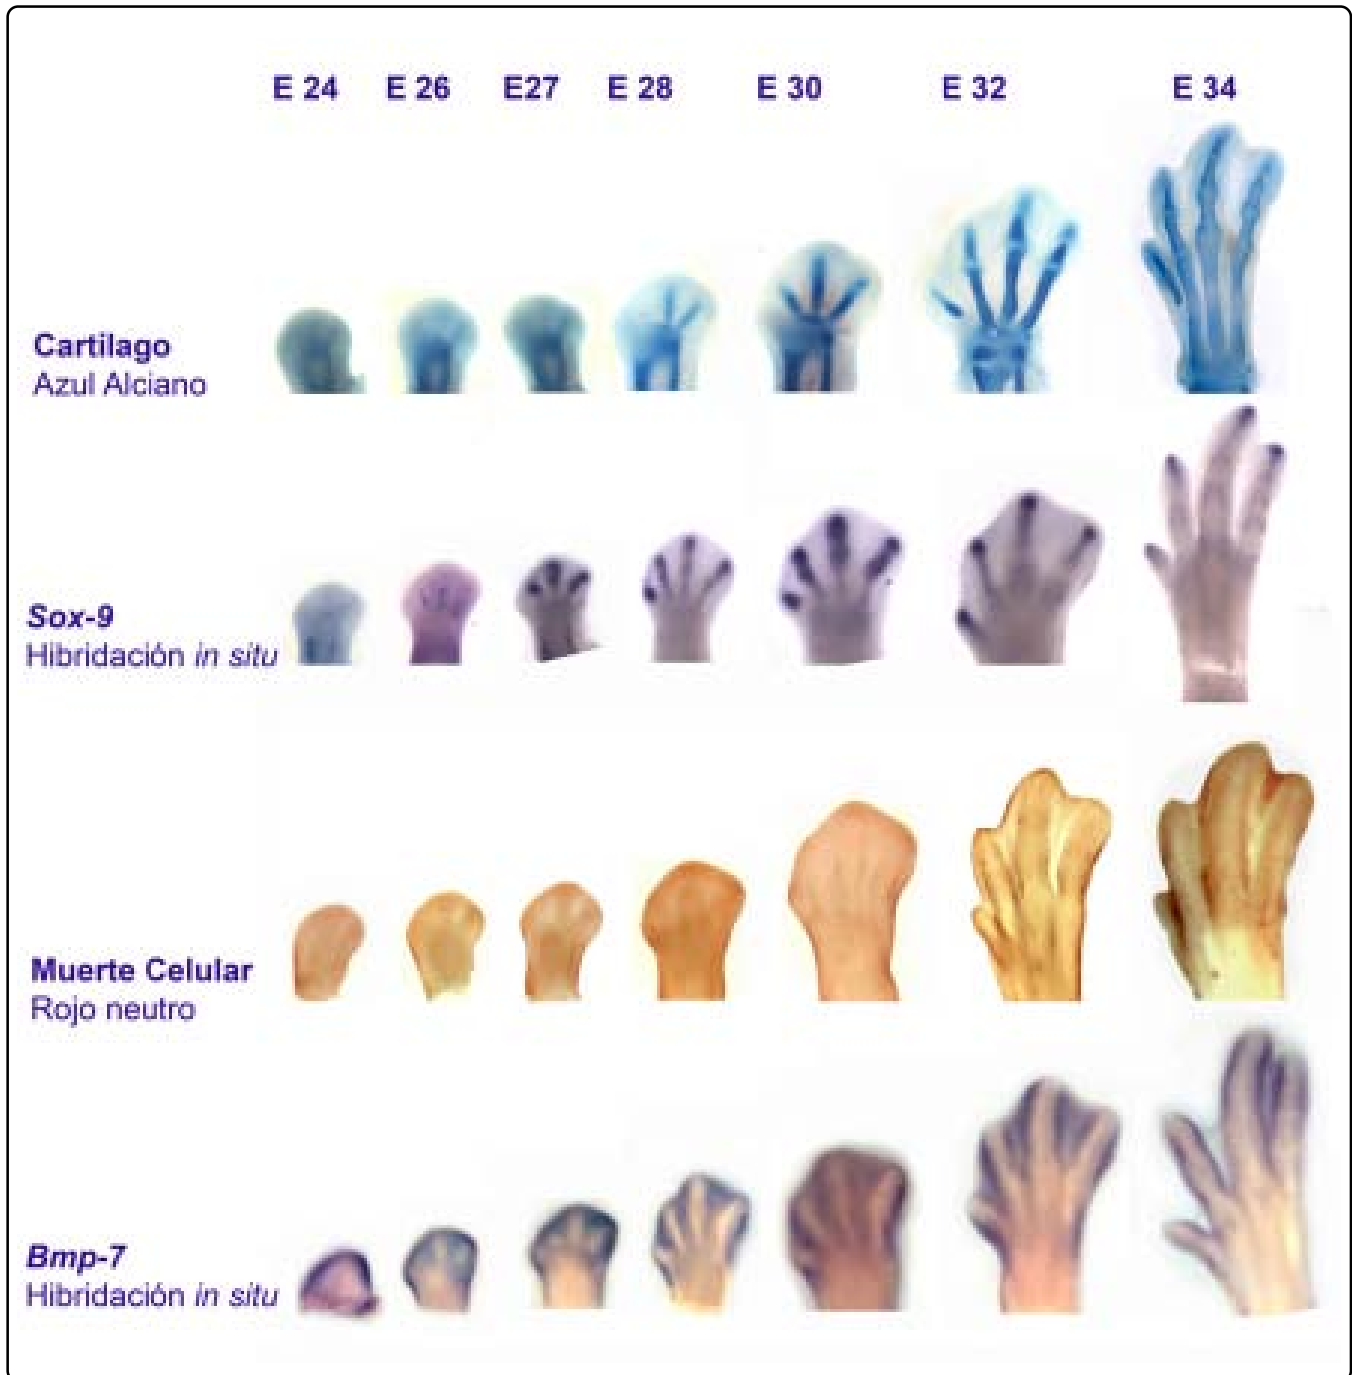 E 24 E 26 E27 E 28 E 30 E 32 E 34
Cartilago
Azul Alciano
Sox-9
Hibridación in situ
Muerte Celular
Rojo neutro
Bmp-7
Hibridación in situ